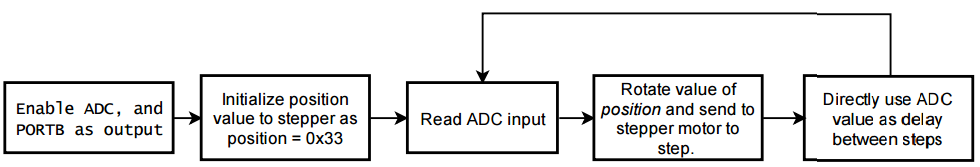 Enable ADC, and
PORTB as output
Initialize position
value to stepper as
position = 0x33
Read ADC input
Rotate value of
position and send to
stepper motor to
step.
Directly use ADC
value as delay
between steps